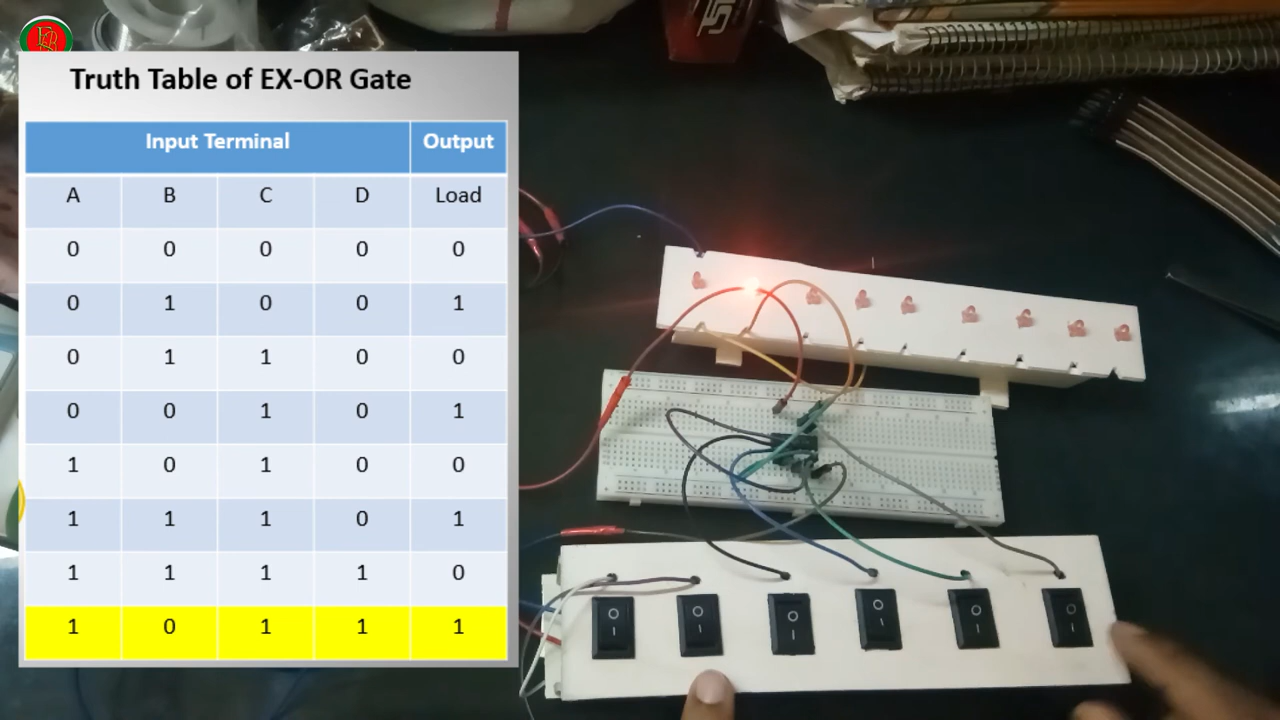 Truth Table of EX-OR Gate
Input Terminal Output
A B C D Load
0 0 0 0 0
0 1 0 0 1
0 1 1 0 0
0 0 1 0 1
1 0 1 0 0
1 1 1 0 1
1 1 1 1 0
1 0 1 1 1